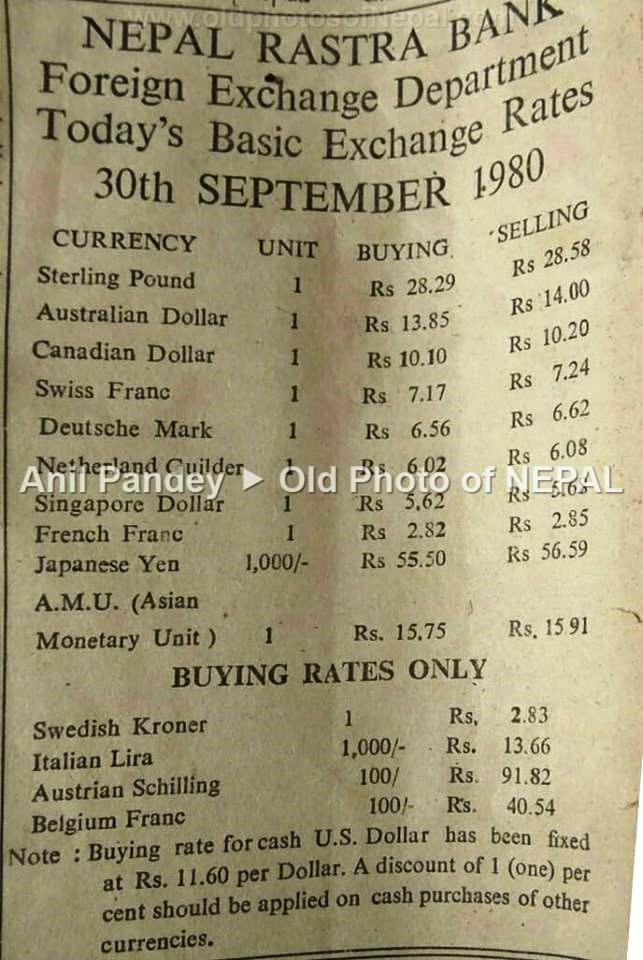 www.oldphotosofnepal.com
NEPAL RASTRA BANK
Foreign Exchange Department
Today's Basic Exchange Rates
30th SEPTEMBER 1980
CURRENCY UNIT BUYING SELLING
Sterling Pound 1 Rs 28.29 Rs 28.58
Australian Dollar 1 Rs 13.85 Rs 14.00
Canadian Dollar 1 Rs 10.10 Rs 10.20
Swiss Franc 1 Rs 7.17 Rs 7.24
Deutsche Mark 1 Rs 6.56 Rs 6.62
Netherland Guilder 1 Rs 6.02 Rs 6.08
Anil Pandey ▶ Old Photo of NEPAL
Singapore Dollar 1 Rs 5.62 Rs
French Franc 1 Rs 2.82 Rs 2.85
Japanese Yen 1,000/- Rs 55.50 Rs 56.59
A.M.U. (Asian
Monetary Unit ) 1 Rs. 15.75 Rs. 15.91
BUYING RATES ONLY
Swedish Kroner 1 Rs. 2.83
Italian Lira 1,000/- Rs. 13.66
Austrian Schilling 100/ Rs. 91.82
Belgium Franc 100/- Rs. 40.54
Note : Buying rate for cash U.S. Dollar has been fixed
at Rs. 11.60 per Dollar. A discount of 1 (one) per
cent should be applied on cash purchases of other
currencies.